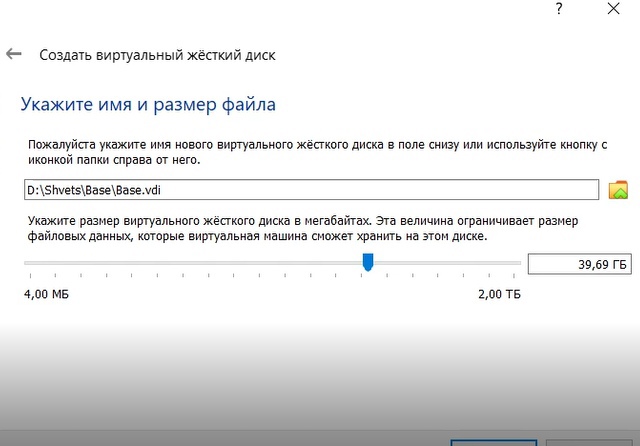 ?
Создать виртуальный жёсткий диск
Укажите имя и размер файла
Пожалуйста укажите имя нового виртуального жёсткого диска в поле снизу или используйте кнопку с
иконкой папки справа от него.
D:\Shvets\Base\Base.vdi
Укажите размер виртуального жёсткого диска в мегабайтах. Эта величина ограничивает размер
файловых данных, которые виртуальная машина сможет хранить на этом диске.
39,69 ГБ
4,00 МБ 2,00 ТБ